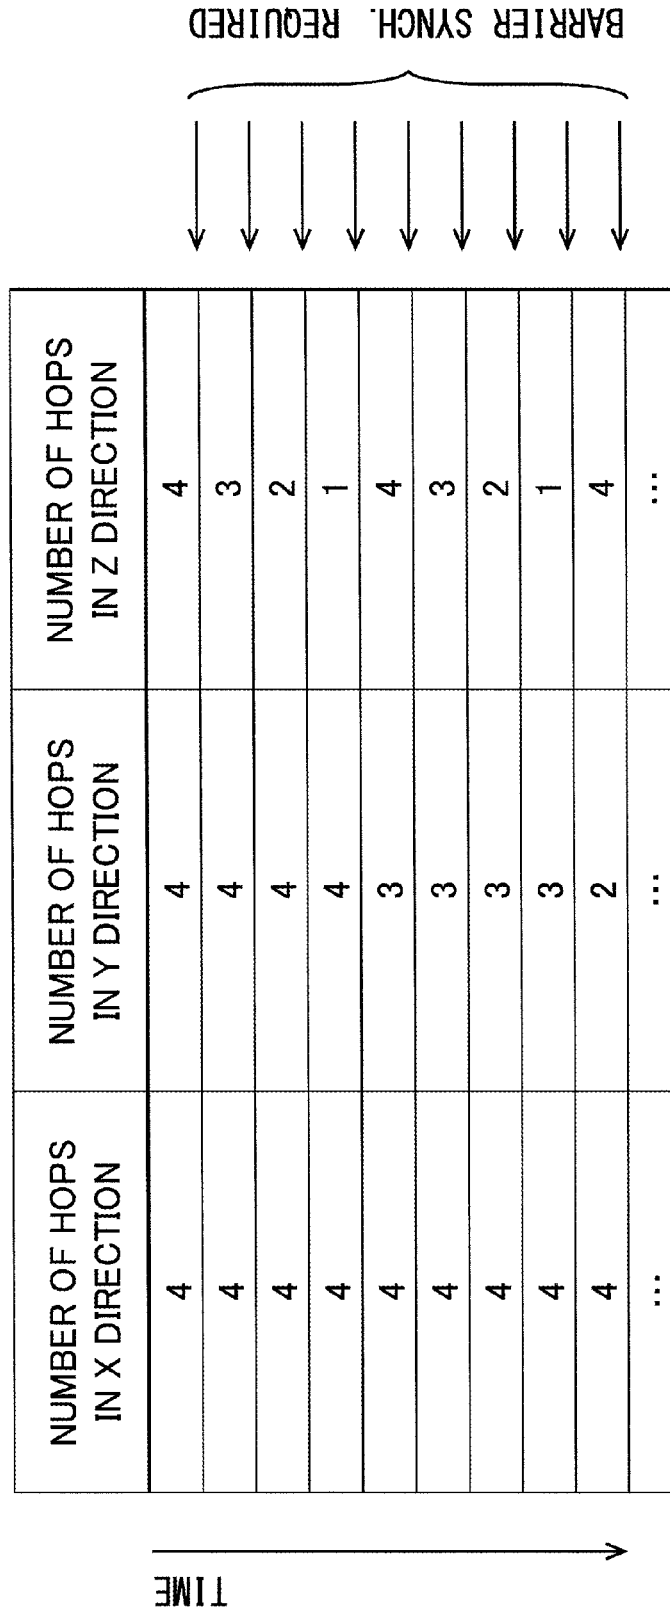 TIME
NUMBER OF HOPS
IN X DIRECTION
NUMBER OF HOPS
IN Y DIRECTION
NUMBER OF HOPS
IN Z DIRECTION
4 4 4
4 4 3
4 4 2
4 4 1
4 3 4
4 3 3
4 3 2
4 3 1
4 2 4
... ... ...
BARRIER SYNCH. REQUIRED